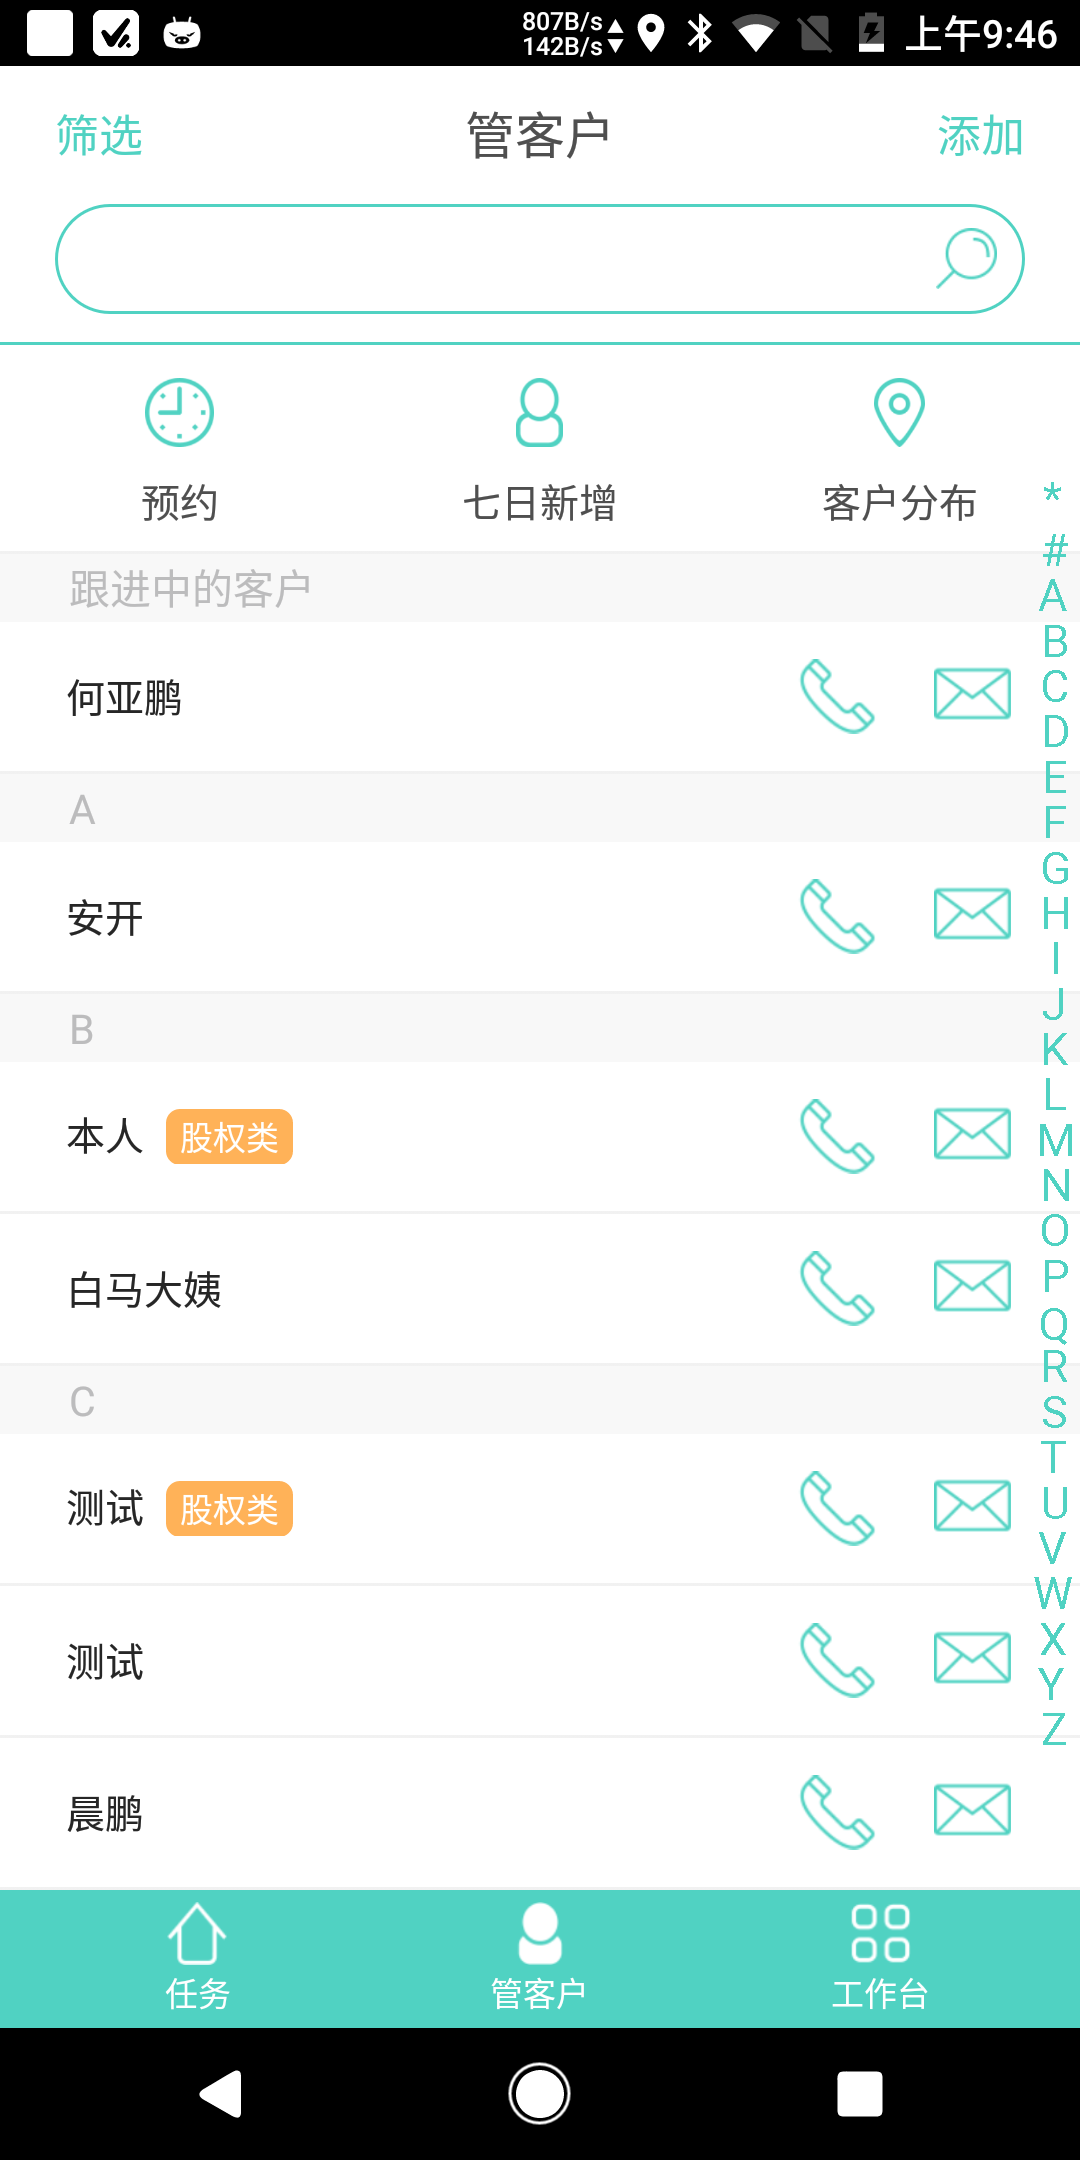 807B/s
142B/s
上午9:46
筛选
管客户
添加
预约
七日新增
客户分布
跟进中的客户
何亚鹏
A
安开
B
本人 股权类
白马大姨
C
测试 股权类
测试
晨鹏
*
#
A
B
C
D
E
F
G
H
I
J
K
L
M
N
O
P
Q
R
S
T
U
V
W
X
Y
Z
任务
管客户
工作台